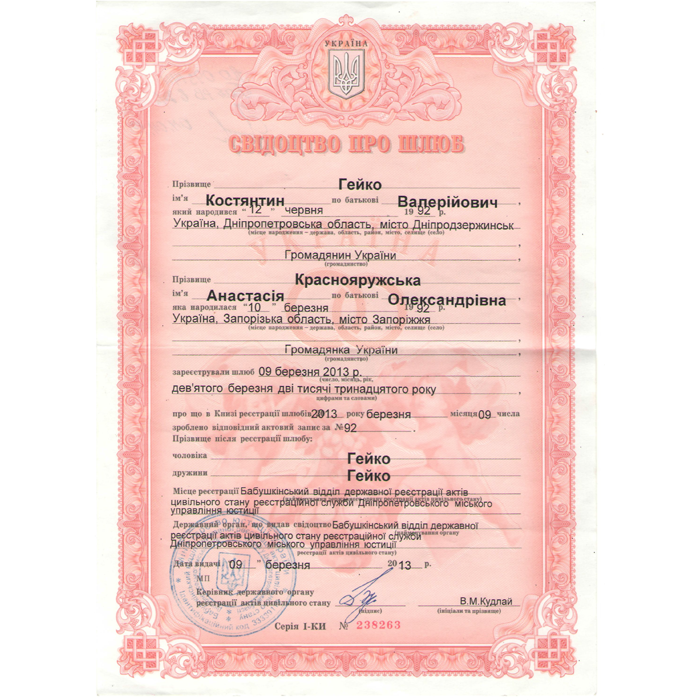 УКРАЇНА
СВІДОЦТВО ПРО ШЛЮБ
Прізвище Гейко
ім'я Костянтин по батькові Валерійович
який народився "12" червня 1992 р.
Україна, Дніпропетровська область, місто Дніпродзержинськ
(місце народження – держава, область, район, місто, селище (село)
Громадянин України
(громадянство)
Прізвище Краснояружська
ім'я Анастасія по батькові Олександрівна
яка народилася "10" березня 1992 р.
Україна, Запорізька область, місто Запоріжжя
(місце народження – держава, область, район, місто, селище (село)
Громадянка України
(громадянство)
зареєстрували шлюб 09 березня 2013 р.
(число, місяць, рік,
дев'ятого березня дві тисячі тринадцятого року
цифрами та словами)
про що в Книзі реєстрації шлюбів 2013 року березня місяця 09 числа
зроблено відповідний актовий запис за №92 .
Прізвище після реєстрації шлюбу:
чоловіка Гейко
дружини Гейко
Місце реєстрації Бабушкінський відділ державної реєстрації актів
цивільного стану реєстраційної служби Дніпропетровського міського
управління юстиції
Державний орган, що видав свідоцтво Бабушкінський відділ державної
реєстрації актів цивільного стану реєстраційної служби
Дніпропетровського міського управління юстиції
реєстрації актів цивільного стану)
Дата видачі "09 " березня 2013 р.
МП
Керівник державного органу
реєстрації актів цивільного стану В.М.Кудлай
(підпис) (ініціали та прізвище)
Серія І-КИ № 238263